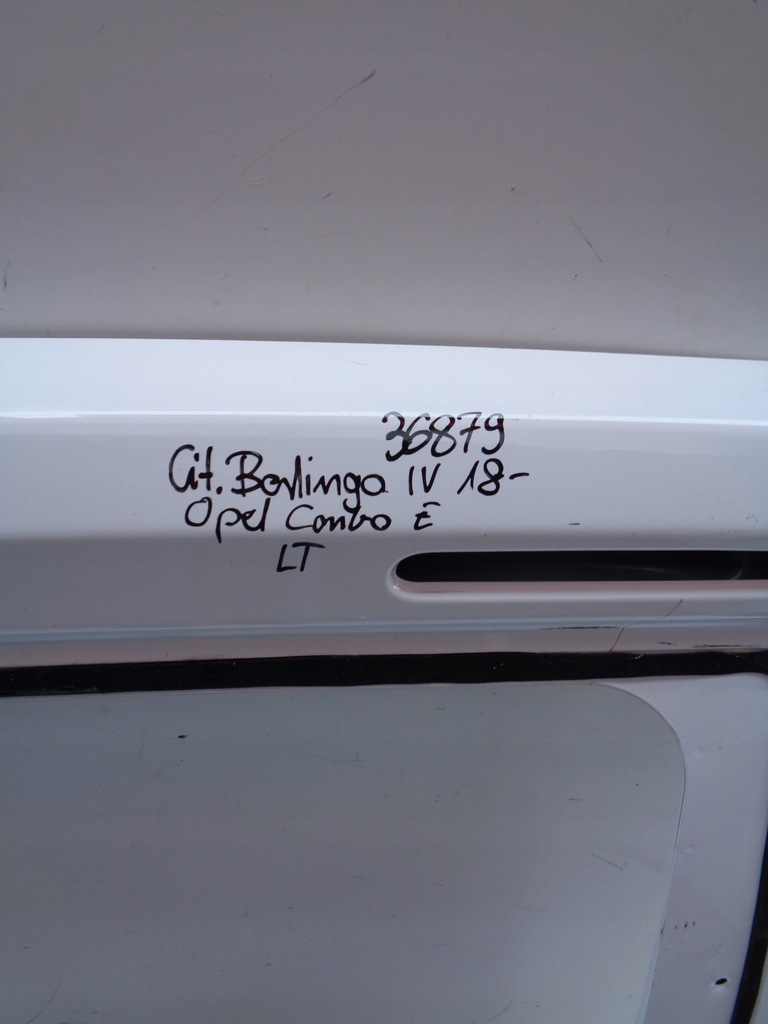 36879
Cit. Berlingo IV 18-
Opel Combo E
LT